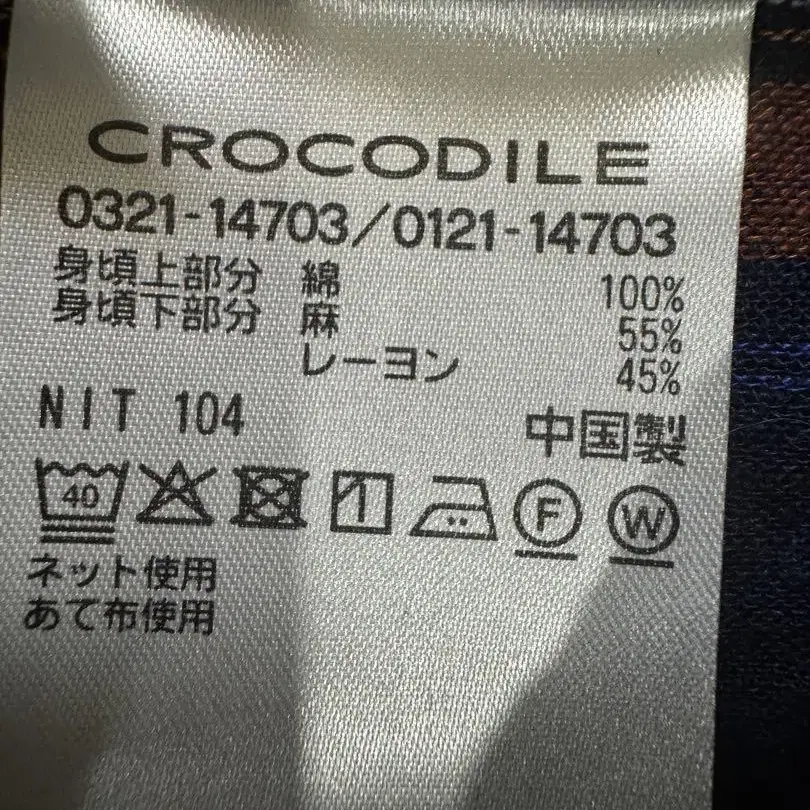 CROCODILE
0321-14703/0121-14703
身頃上部分 綿 100%
身頃下部分 麻 55%
レーヨン 45%
NIT 104
中国製
40 F W
ネット使用
あて布使用